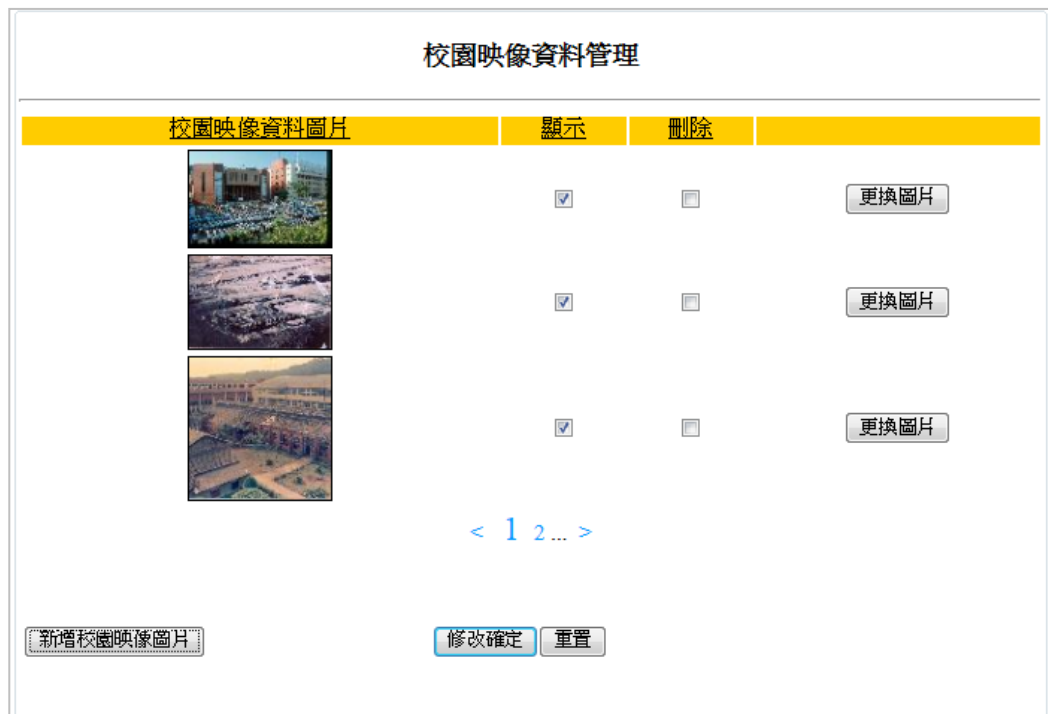 校園映像資料管理
校園映像資料圖片 顯示 刪除
更換圖片
更換圖片
更換圖片
< 1 2 ... >
新增校園映像圖片 修改確定 重置